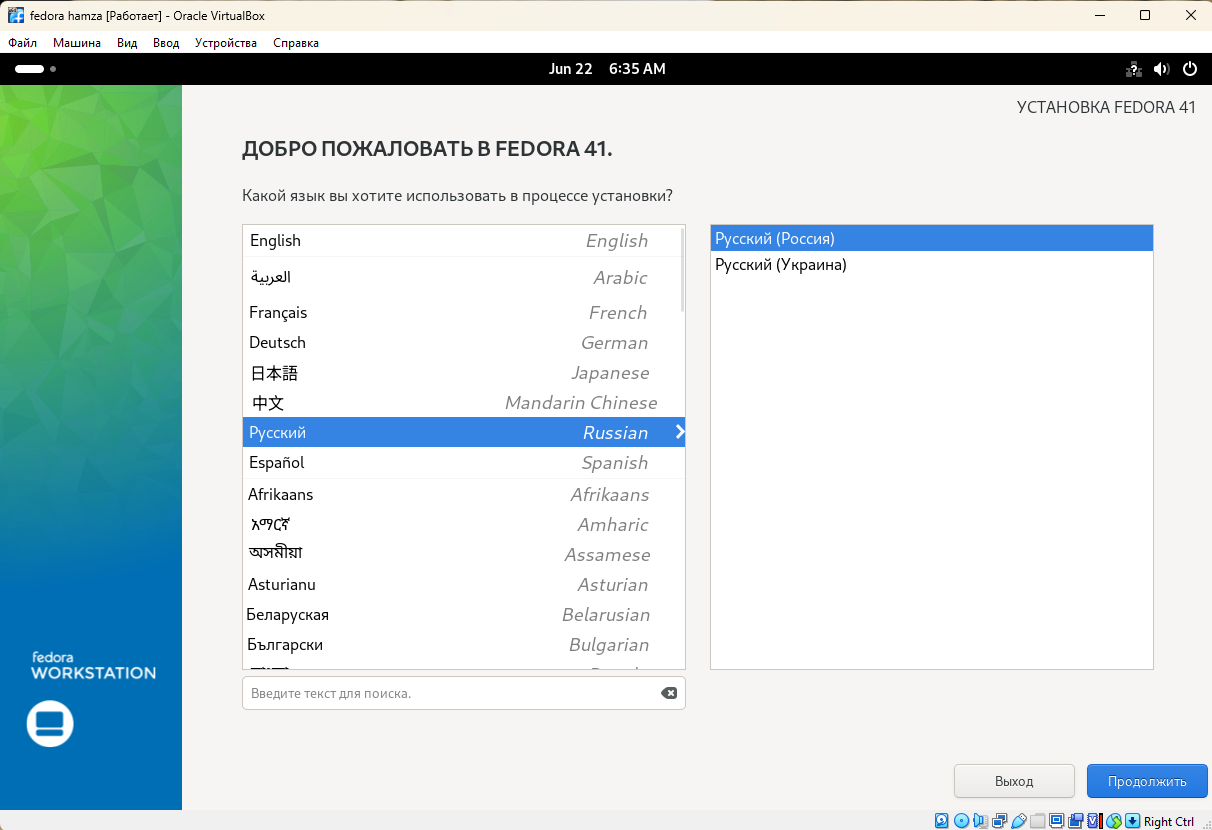 fedora hamza [Работает] - Oracle VirtualBox
Файл Машина Вид Ввод Устройства Справка
Jun 22 6:35 AM
УСТАНОВКА FEDORA 41
ДОБРО ПОЖАЛОВАТЬ В FEDORA 41.
Какой язык вы хотите использовать в процессе установки?
English English
العربية Arabic
Français French
Deutsch German
日本語 Japanese
中文 Mandarin Chinese
Русский Russian
Español Spanish
Afrikaans Afrikaans
አማርኛ Amharic
অসমীয়া Assamese
Asturianu Asturian
Беларуская Belarusian
Български Bulgarian
Введите текст для поиска.
Русский (Россия)
Русский (Украина)
fedora
WORKSTATION
Выход Продолжить
Right Ctrl